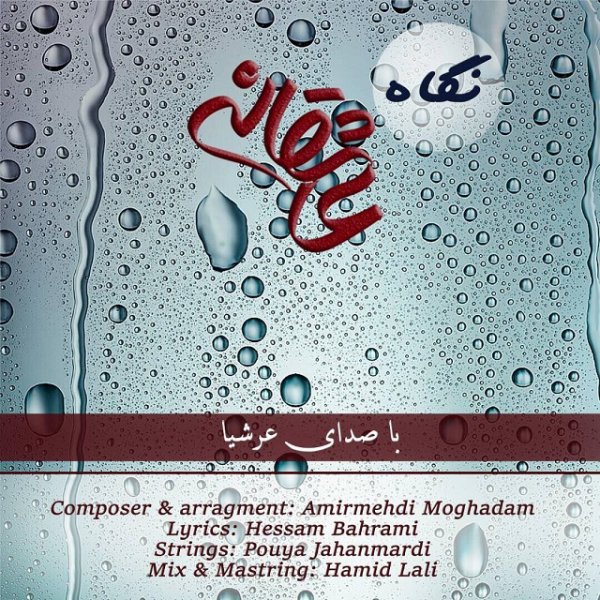 نگاه
عاشقانه
با صدای عرشیا
Composer & arragment: Amirmehdi Moghadam
Lyrics: Hessam Bahrami
Strings: Pouya Jahanmardi
Mix & Mastring: Hamid Lali